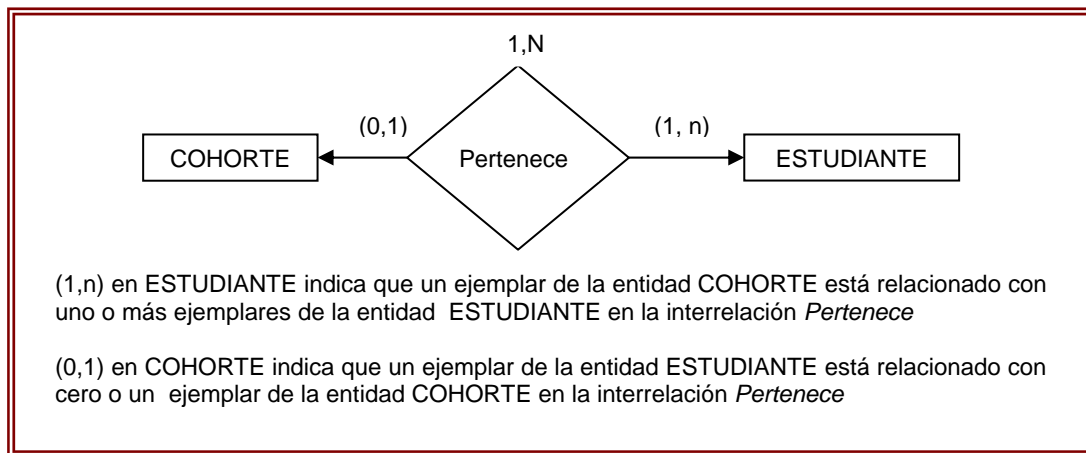 1,N
(0,1)
(1, n)
COHORTE
Pertenece
ESTUDIANTE
(1,n) en ESTUDIANTE indica que un ejemplar de la entidad COHORTE está relacionado con
uno o más ejemplares de la entidad ESTUDIANTE en la interrelación Pertenece
(0,1) en COHORTE indica que un ejemplar de la entidad ESTUDIANTE está relacionado con
cero o un ejemplar de la entidad COHORTE en la interrelación Pertenece